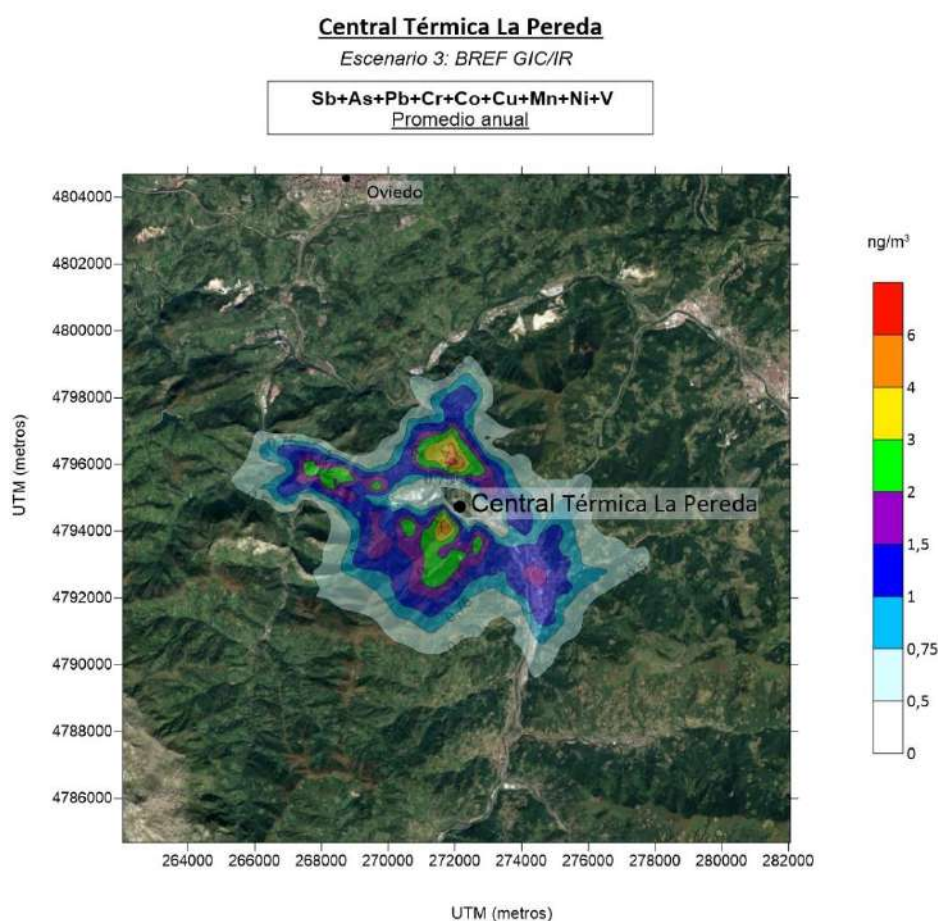 Central Térmica La Pereda
Escenario 3: BREF GIC/IR
Sb+As+Pb+Cr+Co+Cu+Mn+Ni+V
Promedio anual
4804000
4802000
4800000
4798000
4796000
4794000
4792000
4790000
4788000
4786000
UTM (metros)
Oviedo
Central Térmica La Pereda
264000 266000 268000 270000 272000 274000 276000 278000 280000 282000
UTM (metros)
ng/m³
6
4
3
2
1,5
1
0,75
0,5
0